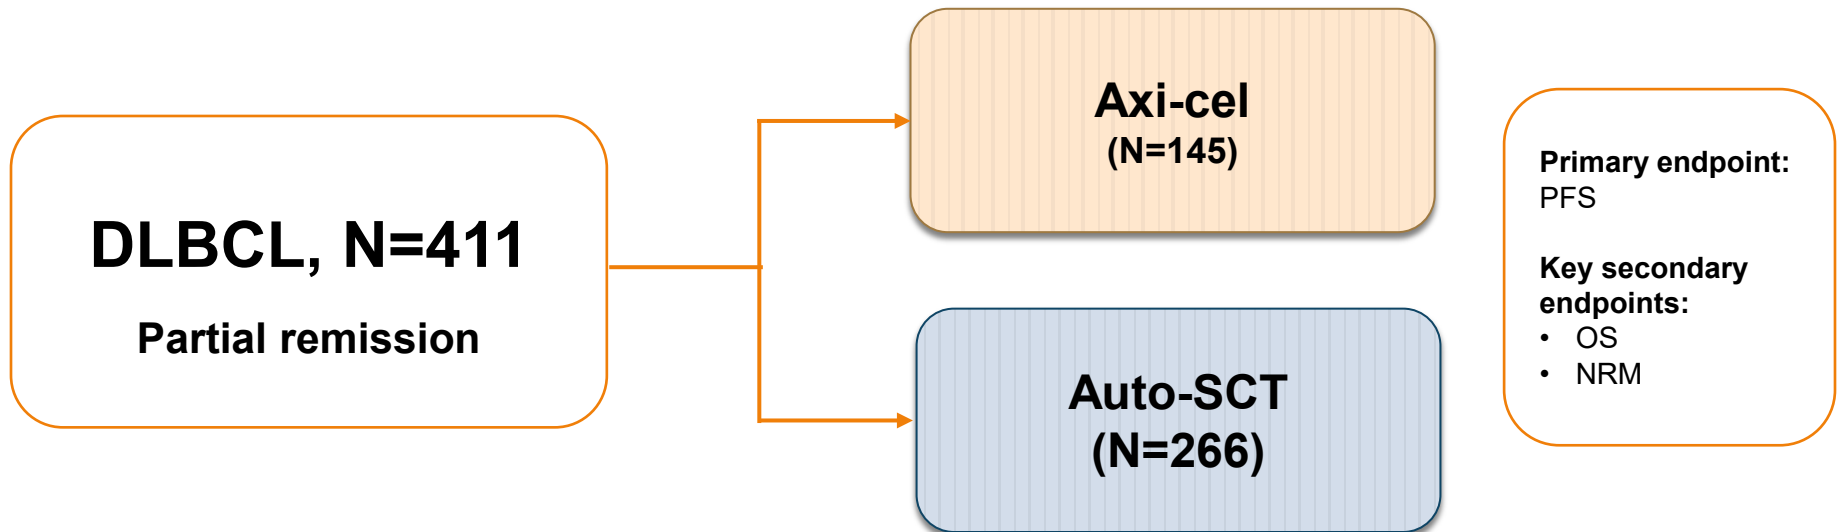 DLBCL, N=411
Partial remission
Axi-cel
(N=145)
Auto-SCT
(N=266)
Primary endpoint:
PFS
Key secondary
endpoints:
• OS
• NRM